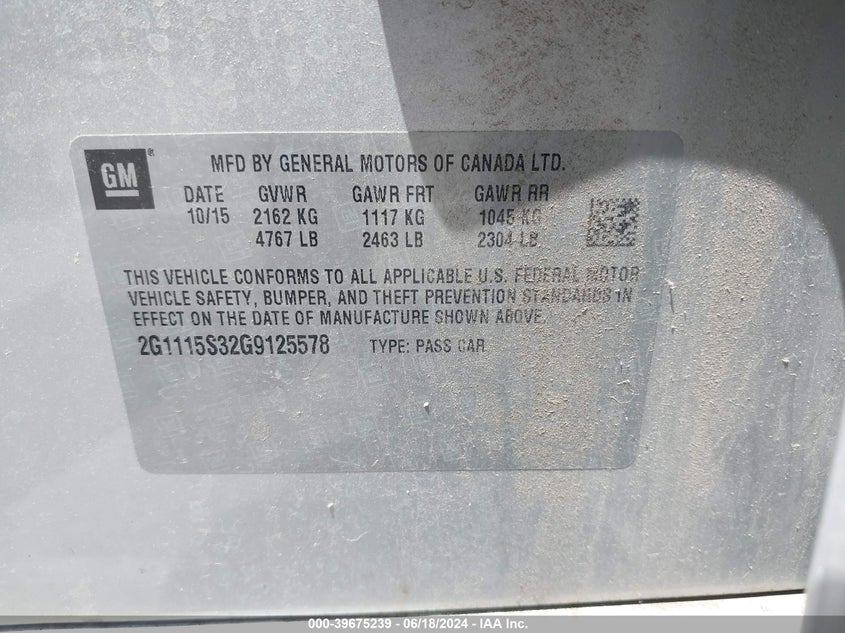 GM®
MFD BY GENERAL MOTORS OF CANADA LTD.
DATE GVWR GAWR FRT GAWR RR
10/15 2162 KG 1117 KG 1045 KG
4767 LB 2463 LB 2304 LB
THIS VEHICLE CONFORMS TO ALL APPLICABLE U.S. FEDERAL MOTOR
VEHICLE SAFETY, BUMPER, AND THEFT PREVENTION STANDARDS IN
EFFECT ON THE DATE OF MANUFACTURE SHOWN ABOVE.
2G1115S32G9125578 TYPE: PASS CAR
000-39675239 - 06/18/2024 - IAA Inc.